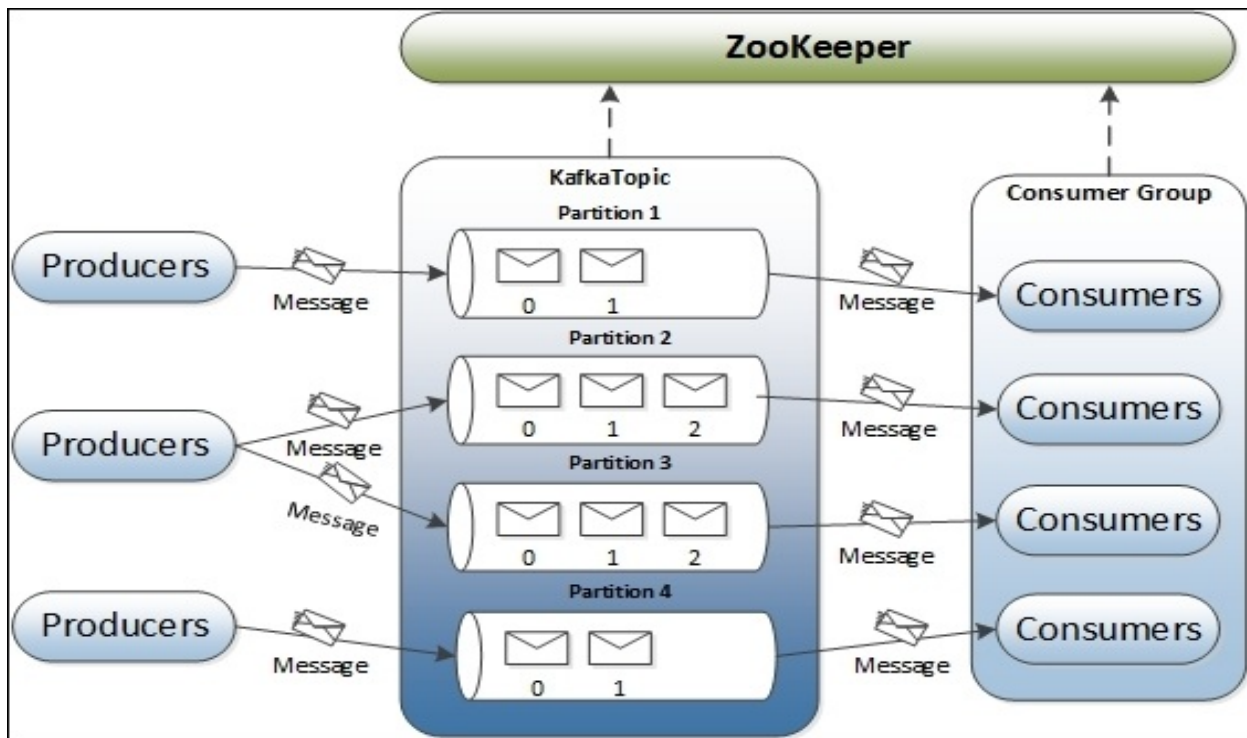 ZooKeeper
KafkaTopic
Consumer Group
Partition 1
Producers
Message
0 1
Message
Consumers
Partition 2
Producers
Message
Message
0 1 2
Message
Consumers
Partition 3
0 1 2
Message
Consumers
Partition 4
Producers
Message
0 1
Message
Consumers